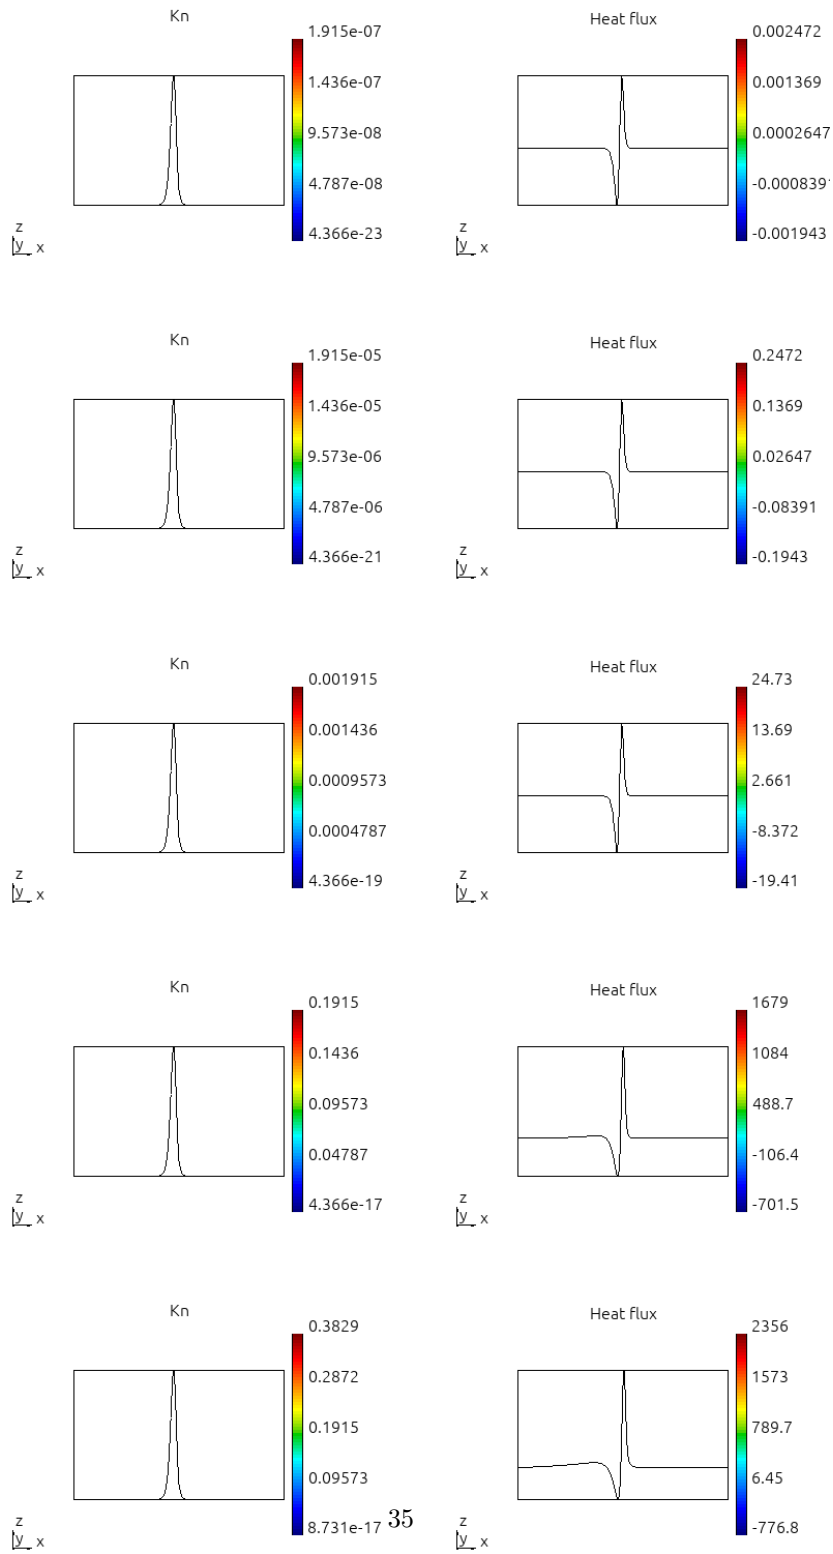 Kn
1.915e-07
1.436e-07
9.573e-08
4.787e-08
4.366e-23
z
y x
Heat flux
0.002472
0.001369
0.0002647
-0.0008391
-0.001943
z
y x
Kn
1.915e-05
1.436e-05
9.573e-06
4.787e-06
4.366e-21
z
y x
Heat flux
0.2472
0.1369
0.02647
-0.08391
-0.1943
z
y x
Kn
0.001915
0.001436
0.0009573
0.0004787
4.366e-19
z
y x
Heat flux
24.73
13.69
2.661
-8.372
-19.41
z
y x
Kn
0.1915
0.1436
0.09573
0.04787
4.366e-17
z
y x
Heat flux
1679
1084
488.7
-106.4
-701.5
z
y x
Kn
0.3829
0.2872
0.1915
0.09573
8.731e-17
z
y x
Heat flux
2356
1573
789.7
6.45
-776.8
z
y x
35